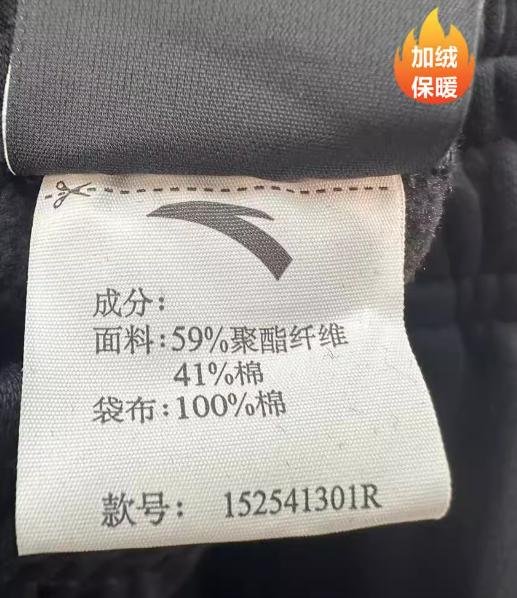 加绒
保暖
成分:
面料:59%聚酯纤维
41%棉
袋布:100%棉
款号: 152541301R